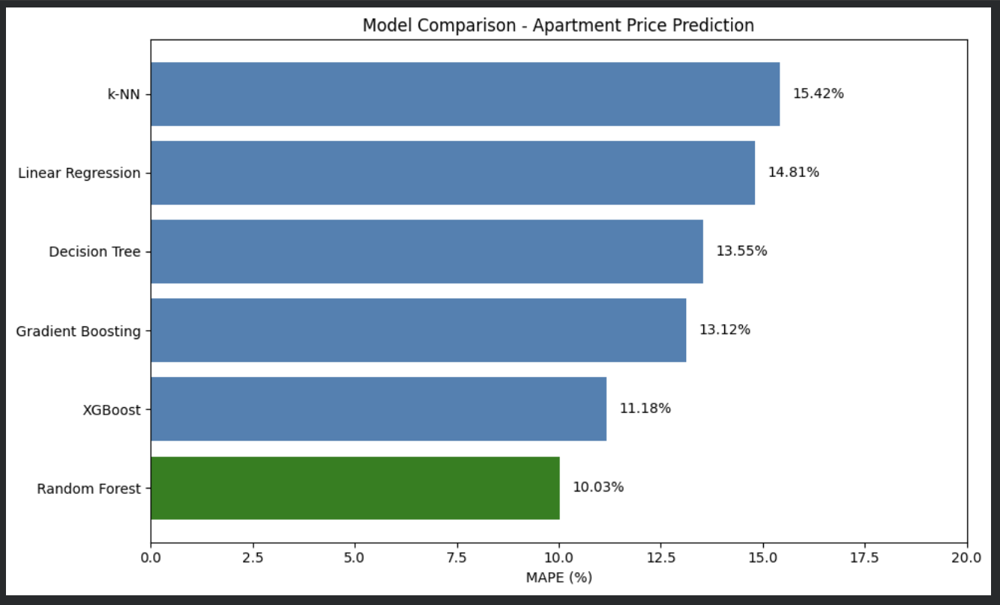 Model Comparison - Apartment Price Prediction
k-NN
15.42%
Linear Regression
14.81%
Decision Tree
13.55%
Gradient Boosting
13.12%
XGBoost
11.18%
Random Forest
10.03%
0.0 2.5 5.0 7.5 10.0 12.5 15.0 17.5 20.0
MAPE (%)